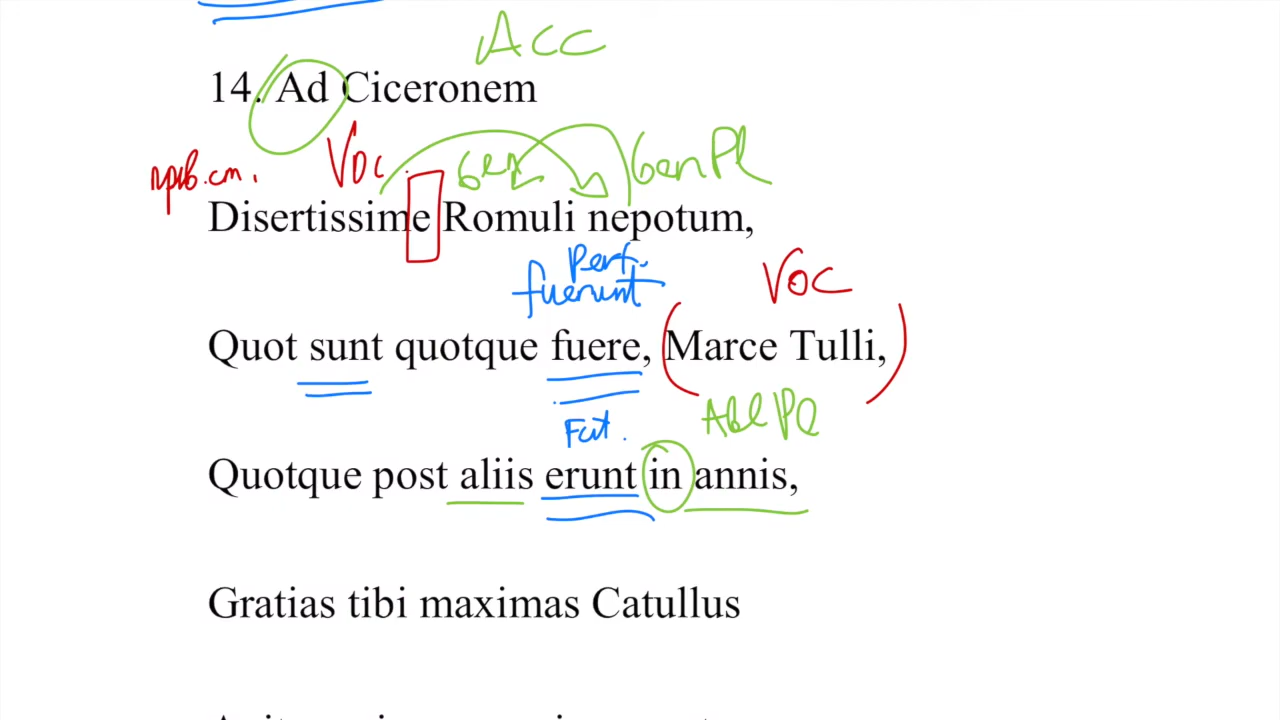 Acc
14. Ad Ciceronem
Voc Gen Gen Pl
Disertissime Romuli nepotum,
Perf.
fuerunt Voc
Quot sunt quotque fuere, (Marce Tulli,)
Fut. Abl Pl
Quotque post aliis erunt in annis,
Gratias tibi maximas Catullus